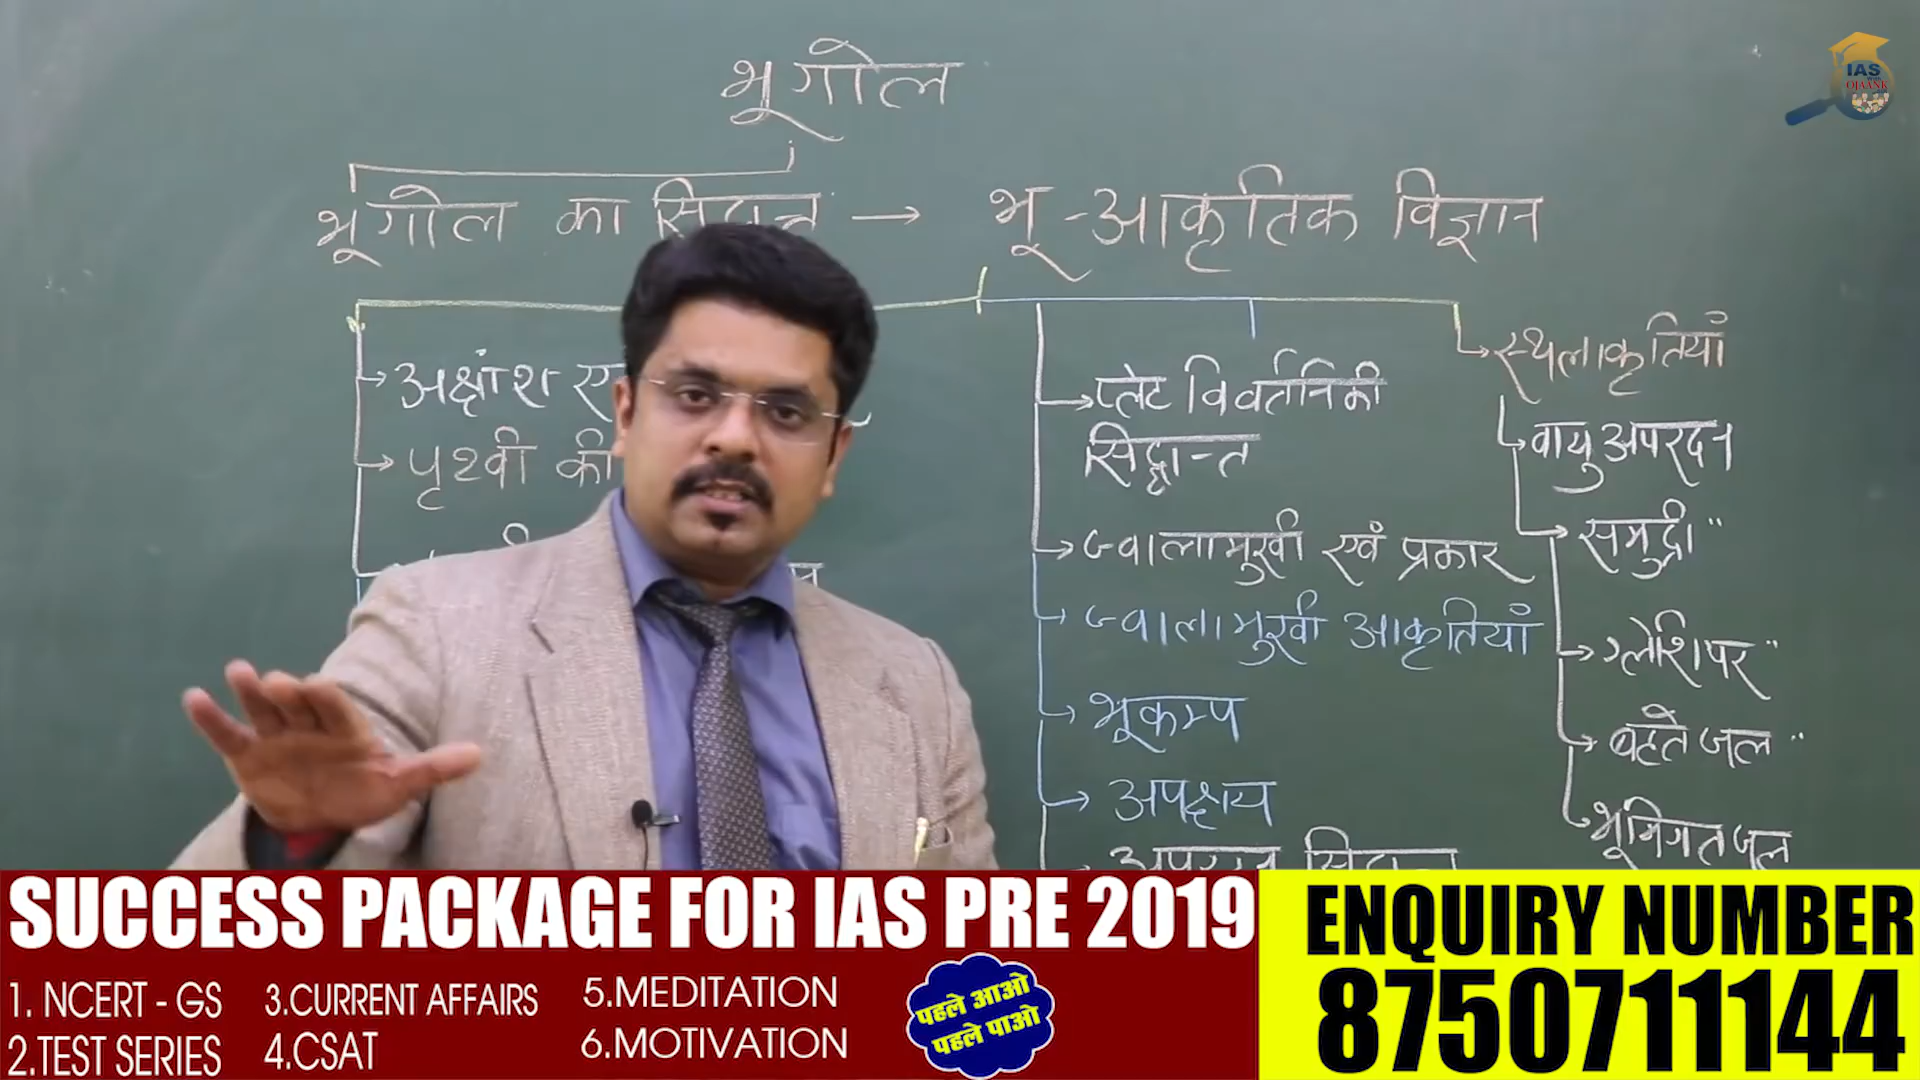 भूगोल
भूगोल का सिद्धान्त → भू-आकृतिक विज्ञान
अक्षांश
पृथ्वी की
प्लेट विवर्तनिकी
सिद्धान्त
ज्वालामुखी एवं प्रकार
ज्वालामुखी आकृतियाँ
भूकम्प
अपक्षय
स्थलाकृतियाँ
वायु अपरदन
समुद्री "
ग्लेशियर "
बहते जल "
भूमिगत जल
IAS
with
OJAANK
SUCCESS PACKAGE FOR IAS PRE 2019
1. NCERT - GS
2.TEST SERIES
3.CURRENT AFFAIRS
4.CSAT
5.MEDITATION
6.MOTIVATION
पहले आओ
पहले पाओ
ENQUIRY NUMBER
8750711144